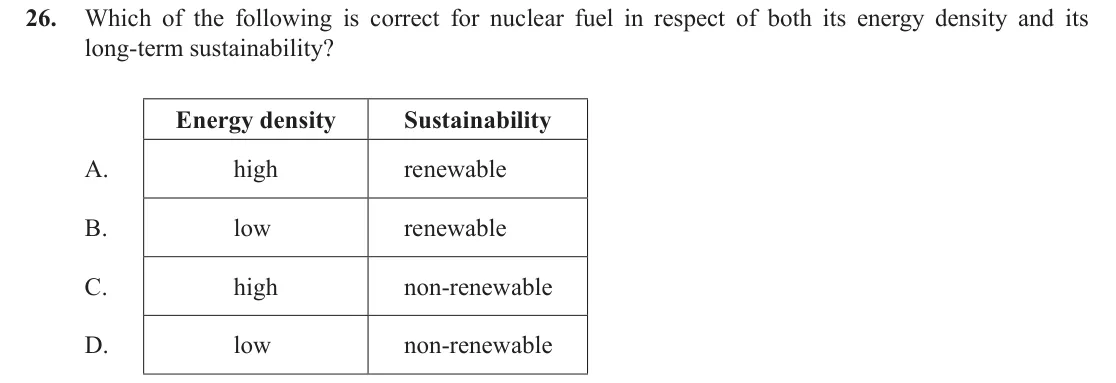 26. Which of the following is correct for nuclear fuel in respect of both its energy density and its
long-term sustainability?
Energy density Sustainability
A. high renewable
B. low renewable
C. high non-renewable
D. low non-renewable